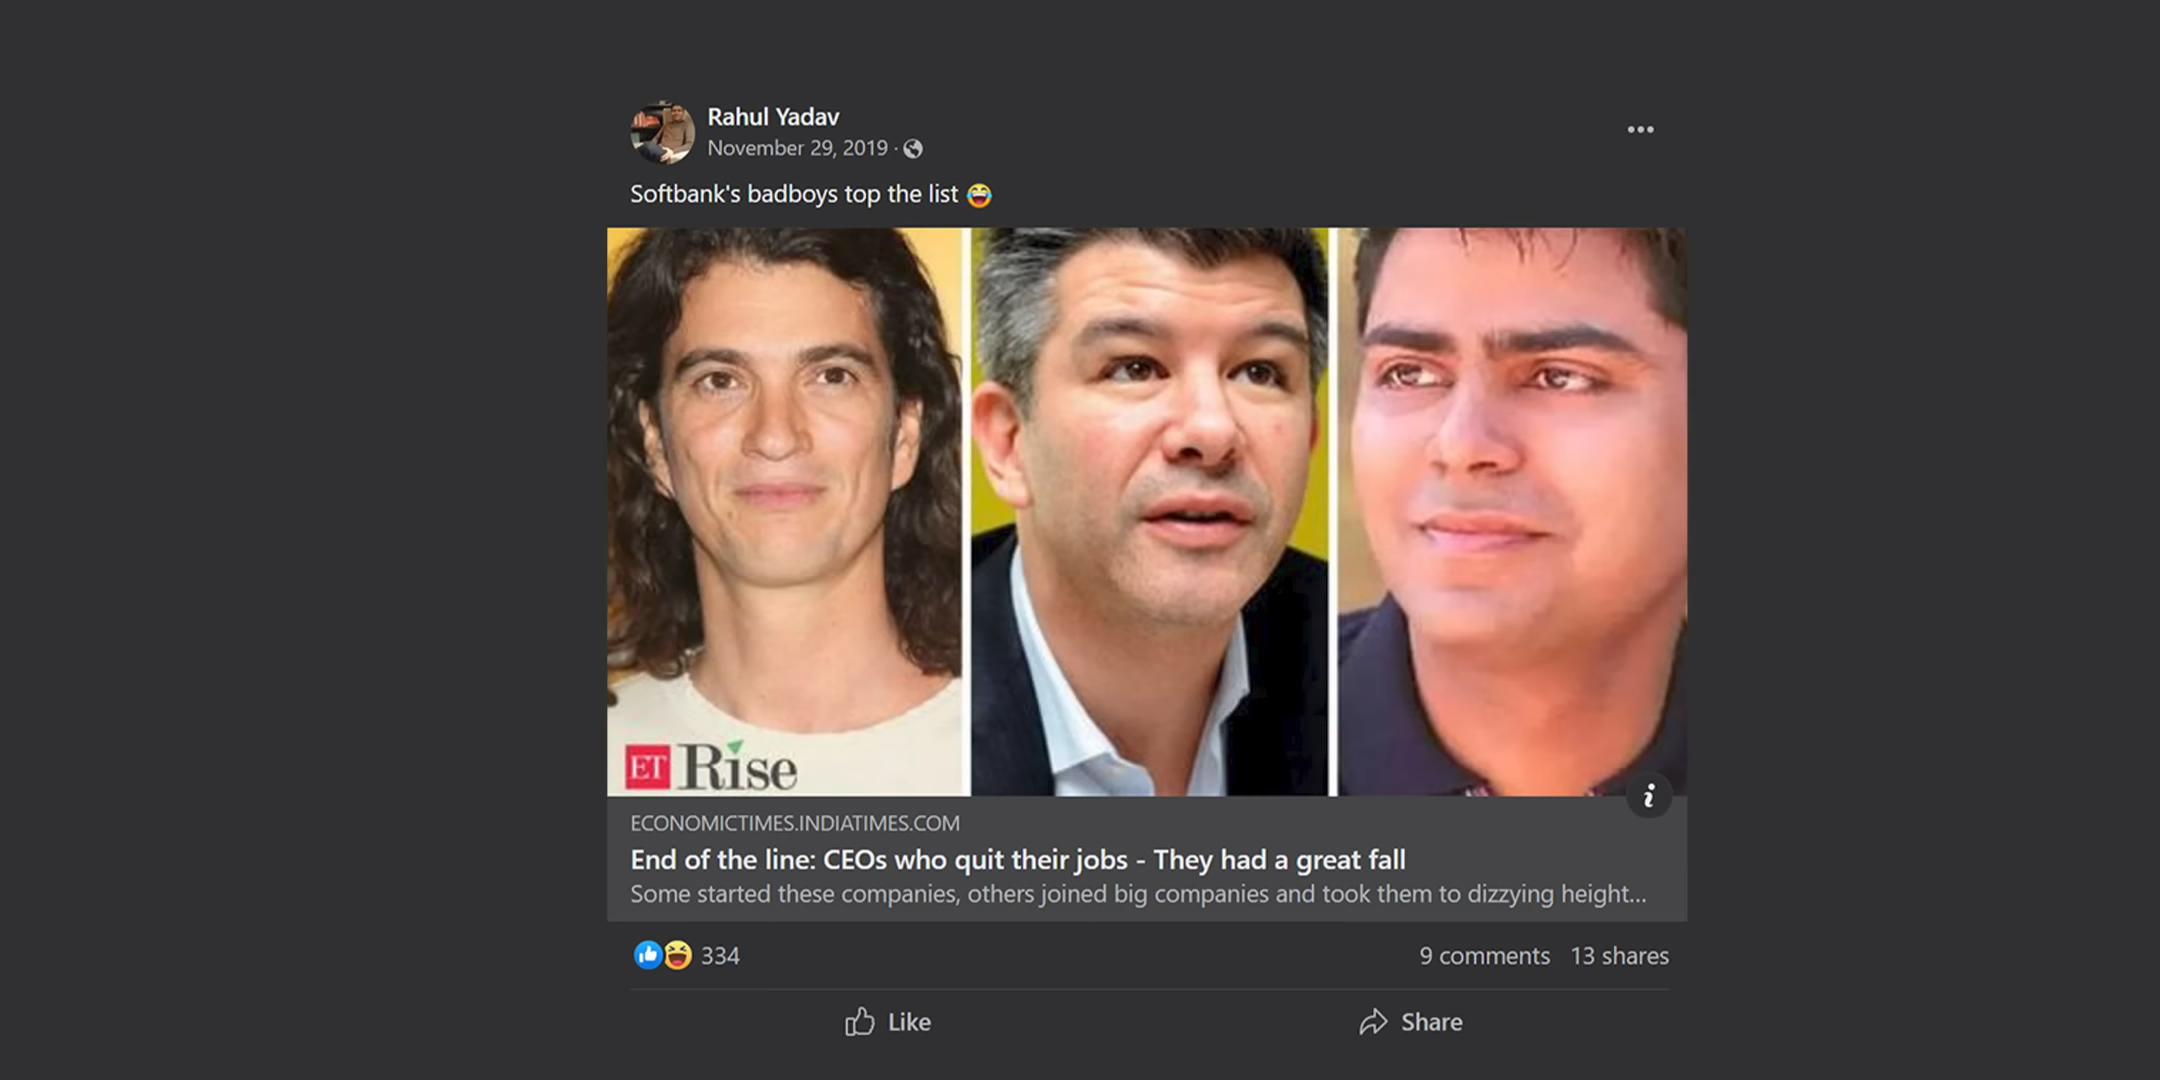 Rahul Yadav
November 29, 2019 ·
Softbank's badboys top the list 😂
ET Rise
ECONOMICTIMES.INDIATIMES.COM
End of the line: CEOs who quit their jobs - They had a great fall
Some started these companies, others joined big companies and took them to dizzying height...
334
9 comments 13 shares
Like
Share